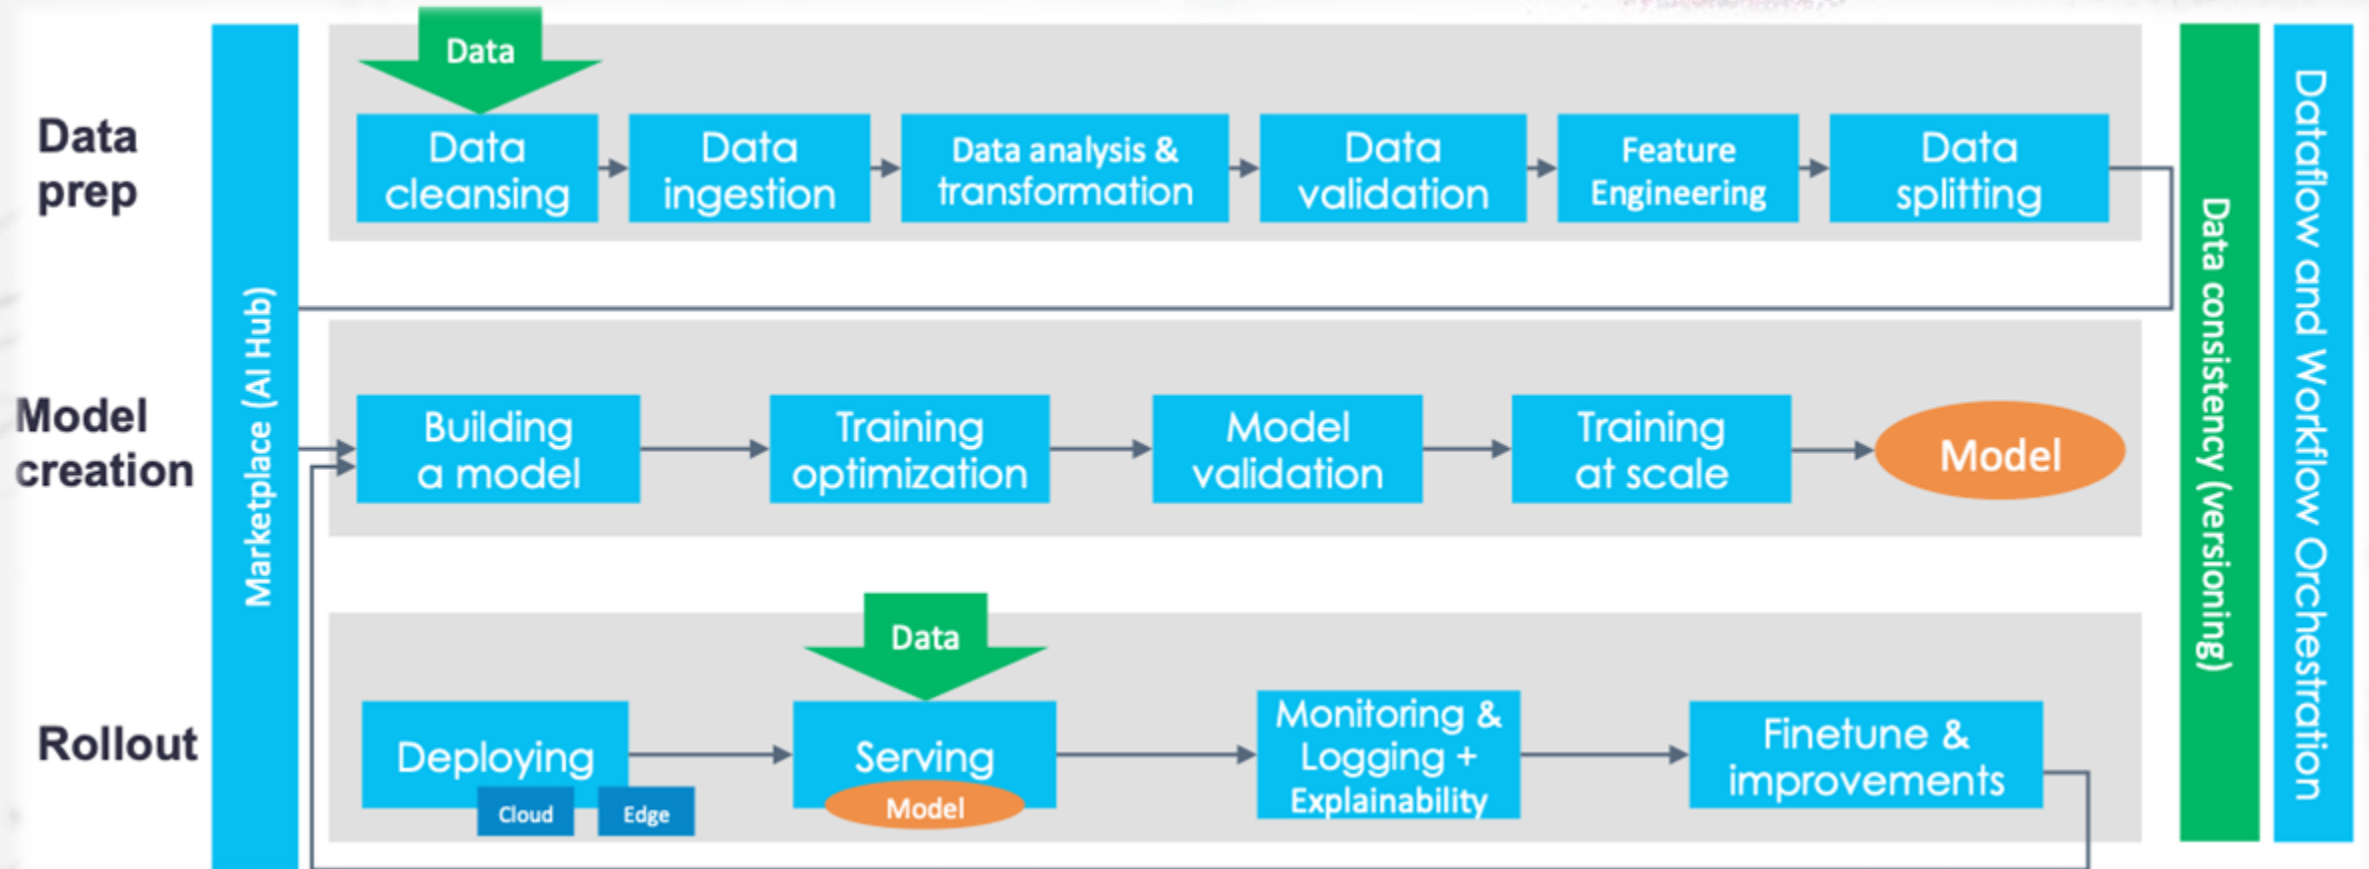 Data
prep
Marketplace (AI Hub)
Data
Data
cleansing
Data
ingestion
Data analysis &
transformation
Data
validation
Feature
Engineering
Data
splitting
Data consistency (versioning)
Dataflow and Workflow Orchestration
Model
creation
Building
a model
Training
optimization
Model
validation
Training
at scale
Model
Rollout
Deploying
Cloud
Edge
Data
Serving
Model
Monitoring &
Logging +
Explainability
Finetune &
improvements